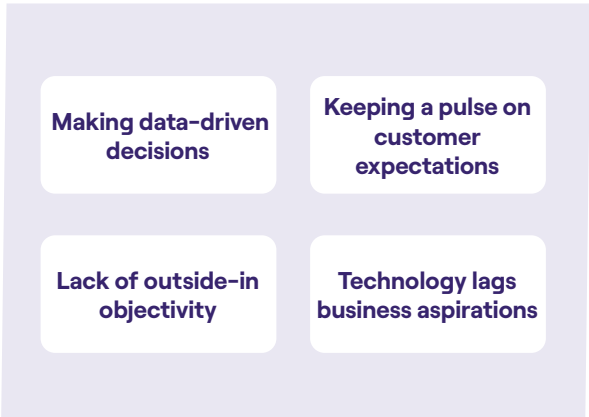 Making data-driven
decisions
Keeping a pulse on
customer
expectations
Lack of outside-in
objectivity
Technology lags
business aspirations